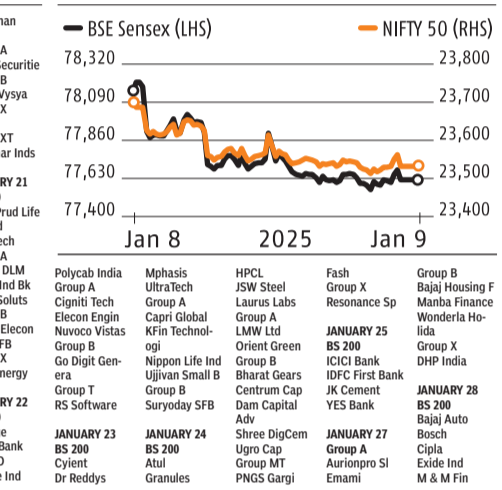 BSE Sensex (LHS)
NIFTY 50 (RHS)
78,320
78,090
77,860
77,630
77,400
23,800
23,700
23,600
23,500
23,400
Jan 8
2025
Jan 9
A
B
Vysya
X
XT
ar Inds
RY 21
Prud Life
d
ech
A
DLM
Ind Bk
Soluts
B
Elecon
FB
X
nergy
RY 22
e
Bank
D
e Ind
Polycab India
Group A
Cigniti Tech
Elecon Engin
Nuvoco Vistas
Group B
Go Digit Gen-
era
Group T
RS Software
JANUARY 23
BS 200
Cyient
Dr Reddys
Mphasis
UltraTech
Group A
Capri Global
KFin Technol-
ogi
Nippon Life Ind
Ujjivan Small B
Group B
Suryoday SFB
JANUARY 24
BS 200
Atul
Granules
HPCL
JSW Steel
Laurus Labs
Group A
LMW Ltd
Orient Green
Group B
Bharat Gears
Centrum Cap
Dam Capital
Adv
Shree DigCem
Ugro Cap
Group MT
PNGS Gargi
Fash
Group X
Resonance Sp
JANUARY 25
BS 200
ICICI Bank
IDFC First Bank
JK Cement
YES Bank
JANUARY 27
Group A
Aurionpro Sl
Emami
Group B
Bajaj Housing F
Manba Finance
Wonderla Ho-
lida
Group X
DHP India
JANUARY 28
BS 200
Bajaj Auto
Bosch
Cipla
Exide Ind
M & M Fin